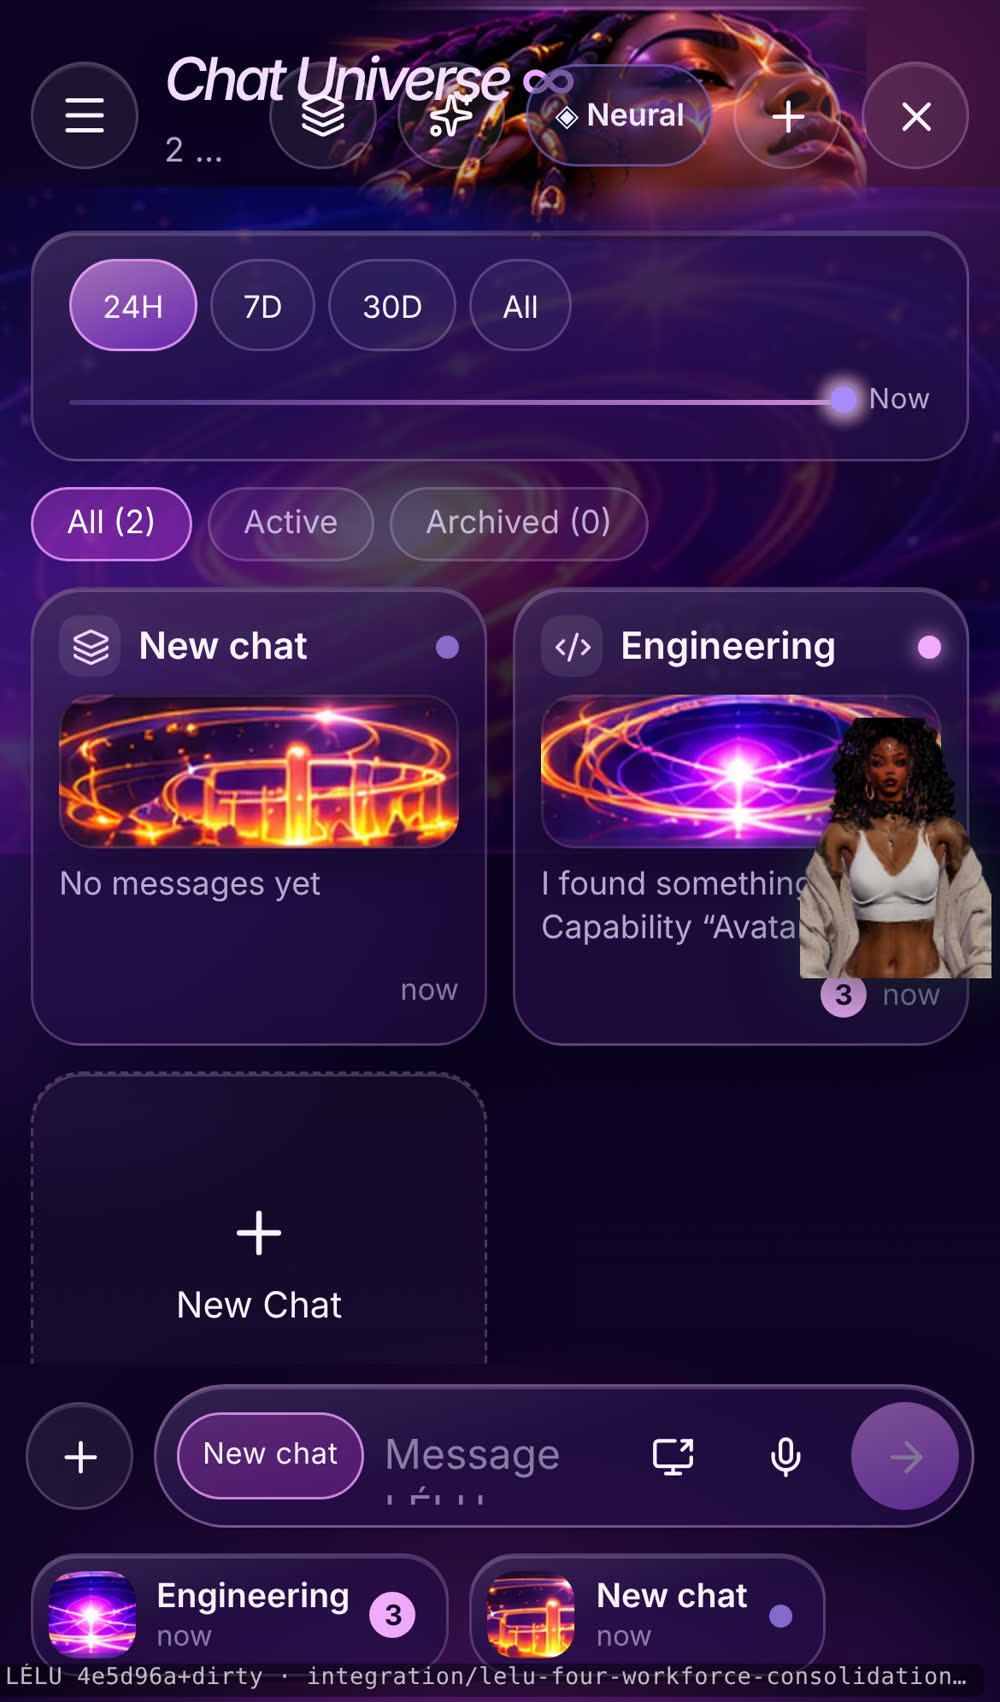 Chat Universe ∞
2 ...
◈ Neural
24H 7D 30D All
Now
All (2) Active Archived (0)
New chat
No messages yet
now
Engineering
I found something
Capability “Avata
3 now
New Chat
New chat Message
Engineering
now
3
New chat
now
LÉLU 4e5d96a+dirty · integration/lelu-four-workforce-consolidation…